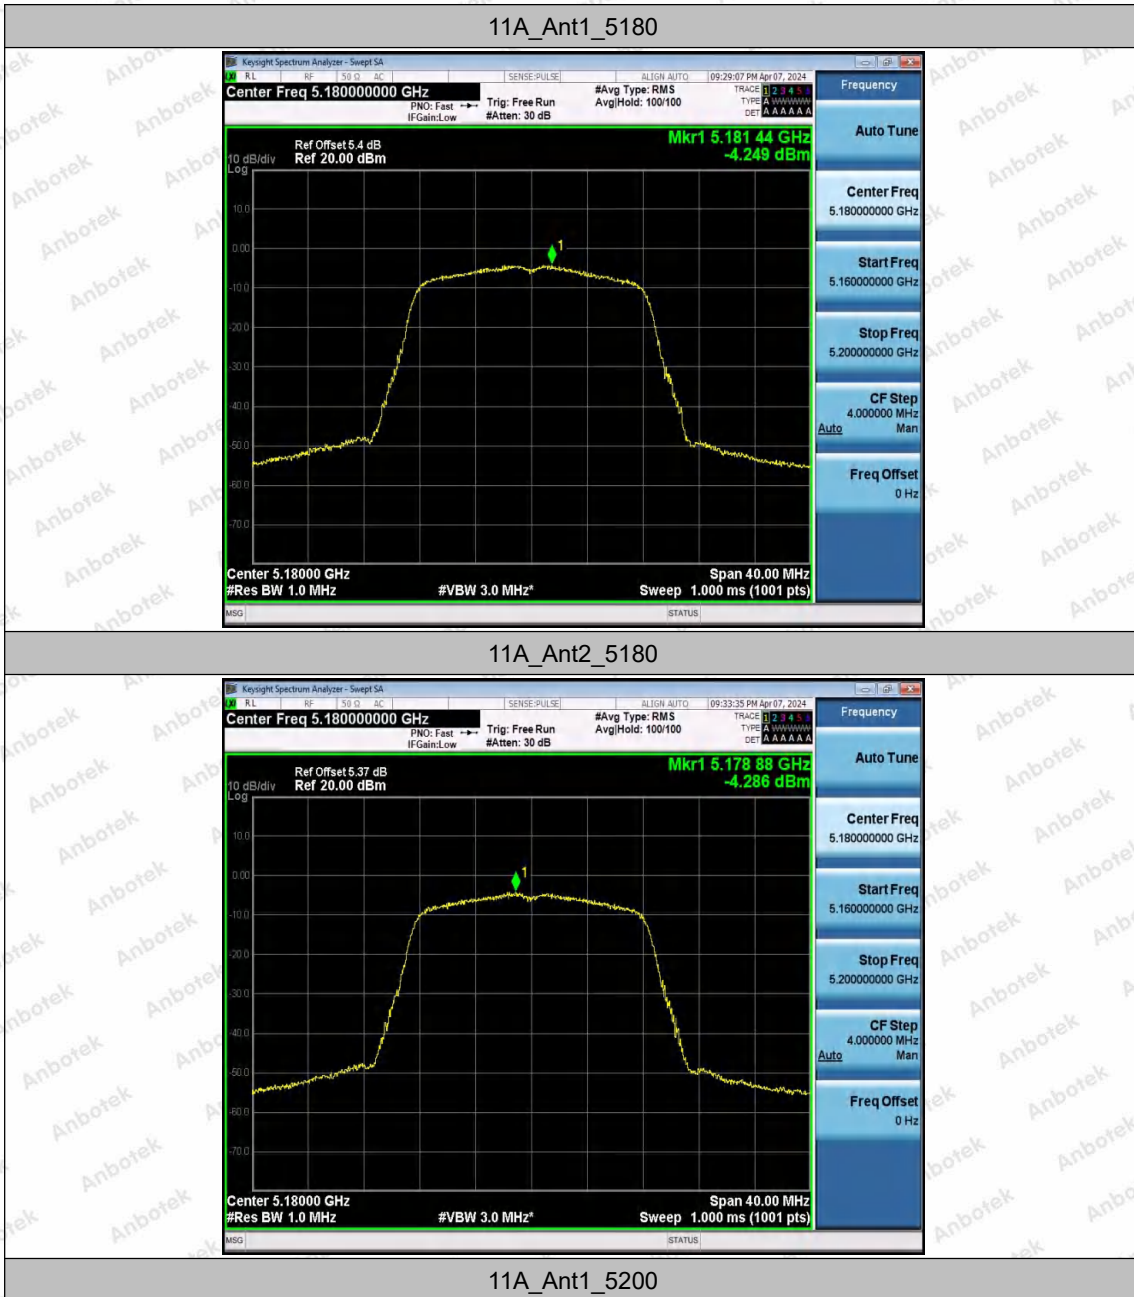 11A_Ant1_5180
Keysight Spectrum Analyzer - Swept SA
RL RF 50 Ω AC SENSE:PULSE ALIGN AUTO 09:29:07 PM Apr 07, 2024
Center Freq 5.180000000 GHz
PNO: Fast
IFGain:Low
Trig: Free Run
#Atten: 30 dB
#Avg Type: RMS
Avg|Hold: 100/100
TRACE 1 2 3 4 5
TYPE A
DET A A A A A A
Mkr1 5.181 44 GHz
-4.249 dBm
Ref Offset 5.4 dB
10 dB/div Ref 20.00 dBm
Log
10.0
0.00
1
-10.0
-20.0
-30.0
-40.0
-50.0
-60.0
-70.0
Center 5.18000 GHz Span 40.00 MHz
#Res BW 1.0 MHz #VBW 3.0 MHz* Sweep 1.000 ms (1001 pts)
MSG STATUS
Frequency
Auto Tune
Center Freq
5.180000000 GHz
Start Freq
5.160000000 GHz
Stop Freq
5.200000000 GHz
CF Step
4.000000 MHz
Auto Man
Freq Offset
0 Hz
11A_Ant2_5180
Keysight Spectrum Analyzer - Swept SA
RL RF 50 Ω AC SENSE:PULSE ALIGN AUTO 09:33:35 PM Apr 07, 2024
Center Freq 5.180000000 GHz
PNO: Fast
IFGain:Low
Trig: Free Run
#Atten: 30 dB
#Avg Type: RMS
Avg|Hold: 100/100
TRACE 1 2 3 4 5
TYPE A
DET A A A A A A
Mkr1 5.178 88 GHz
-4.286 dBm
Ref Offset 5.37 dB
10 dB/div Ref 20.00 dBm
Log
10.0
0.00
1
-10.0
-20.0
-30.0
-40.0
-50.0
-60.0
-70.0
Center 5.18000 GHz Span 40.00 MHz
#Res BW 1.0 MHz #VBW 3.0 MHz* Sweep 1.000 ms (1001 pts)
MSG STATUS
Frequency
Auto Tune
Center Freq
5.180000000 GHz
Start Freq
5.160000000 GHz
Stop Freq
5.200000000 GHz
CF Step
4.000000 MHz
Auto Man
Freq Offset
0 Hz
11A_Ant1_5200
Anbotek